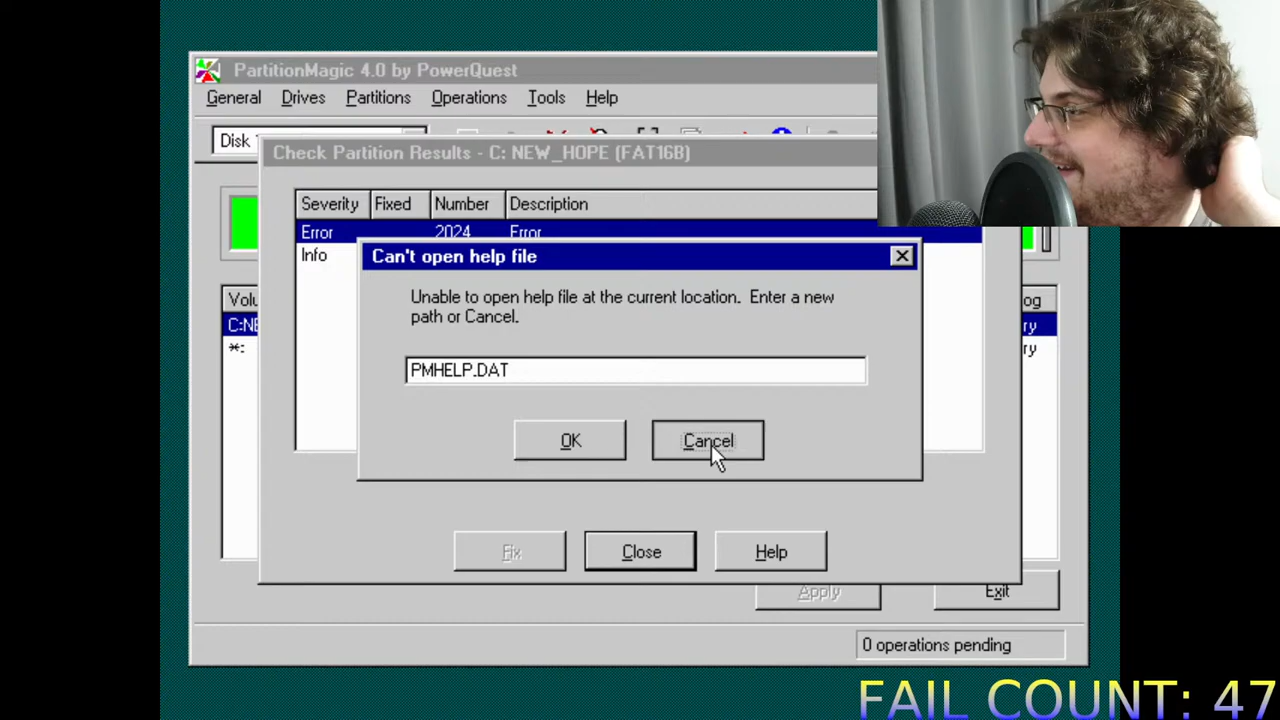 PartitionMagic 4.0 by PowerQuest
General Drives Partitions Operations Tools Help
Disk
Check Partition Results - C: NEW_HOPE (FAT16B)
Severity Fixed Number Description
Error 2024 Error
Info
Can't open help file
Unable to open help file at the current location. Enter a new
path or Cancel.
PMHELP.DAT
OK Cancel
Fix Close Help
Apply Exit
0 operations pending
FAIL COUNT: 47